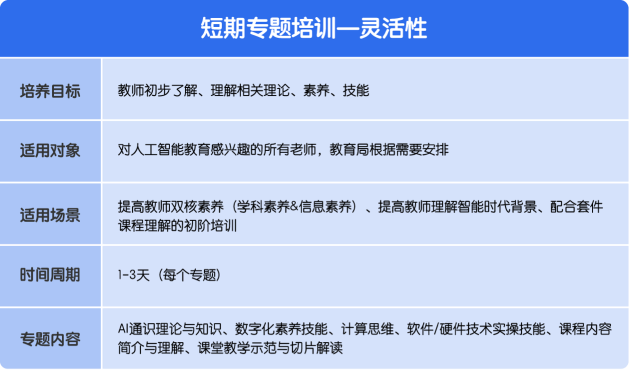 短期专题培训—灵活性
培养目标
教师初步了解、理解相关理论、素养、技能
适用对象
对人工智能教育感兴趣的所有老师，教育局根据需要安排
适用场景
提高教师双核素养（学科素养&信息素养）、提高教师理解智能时代背景、配合套件
课程理解的初阶培训
时间周期
1-3天（每个专题）
专题内容
AI通识理论与知识、数字化素养技能、计算思维、软件/硬件技术实操技能、课程内容
简介与理解、课堂教学示范与切片解读